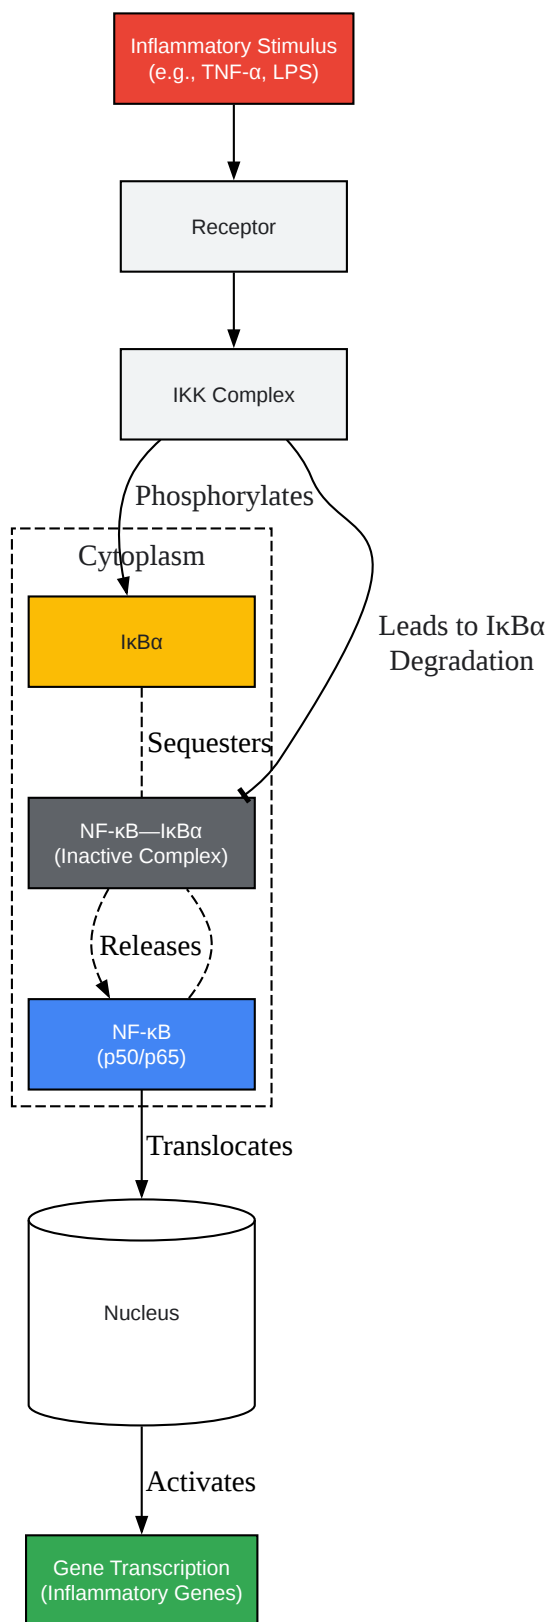 Inflammatory Stimulus
(e.g., TNF-α, LPS)
Receptor
IKK Complex
Phosphorylates
Cytoplasm
IκBα
Leads to IκBα
Degradation
Sequesters
NF-κB—IκBα
(Inactive Complex)
Releases
NF-κB
(p50/p65)
Translocates
Nucleus
Activates
Gene Transcription
(Inflammatory Genes)